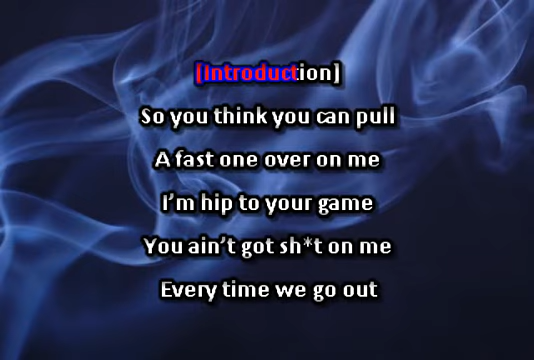 [introduction]
So you think you can pull
A fast one over on me
I'm hip to your game
You ain't got sh*t on me
Every time we go out